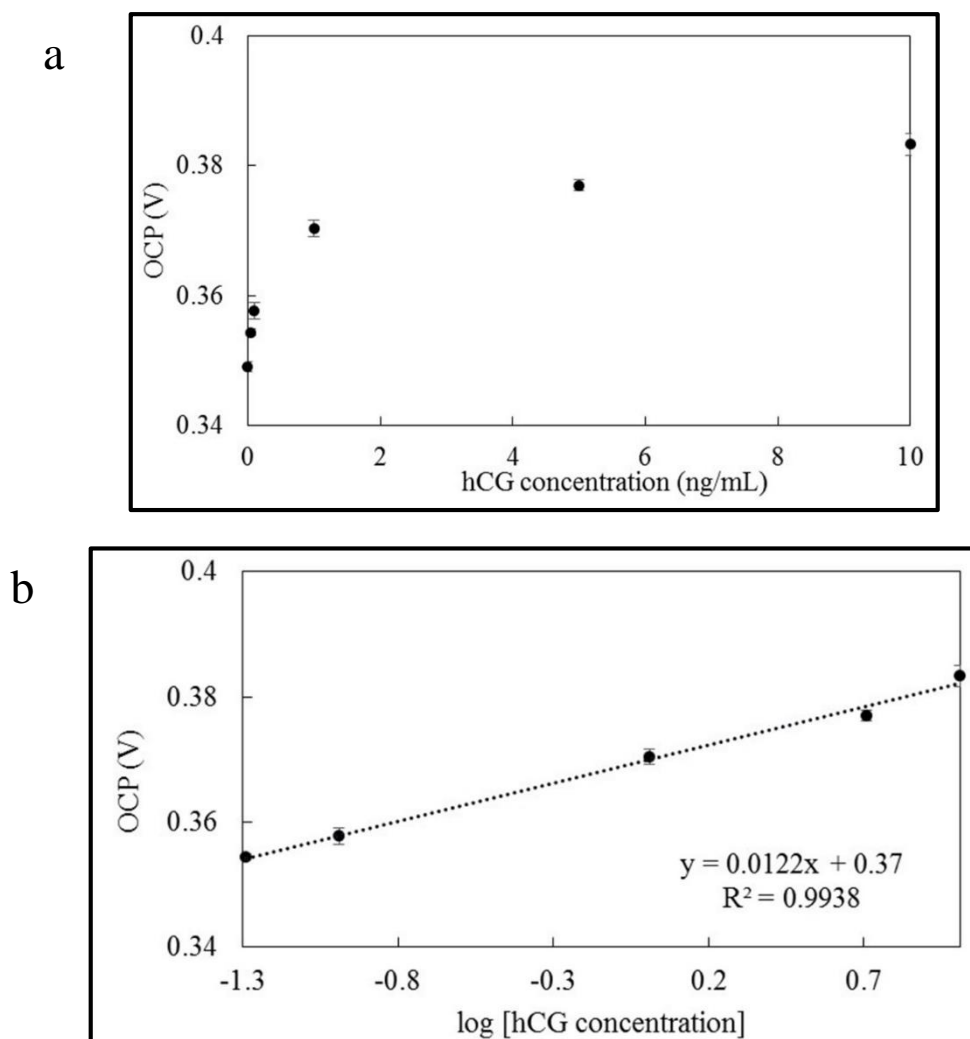 a
0.4
0.38
0.36
0.34
OCP (V)
0 2 4 6 8 10
hCG concentration (ng/mL)
b
0.4
0.38
0.36
0.34
OCP (V)
y = 0.0122x + 0.37
R² = 0.9938
-1.3 -0.8 -0.3 0.2 0.7
log [hCG concentration]